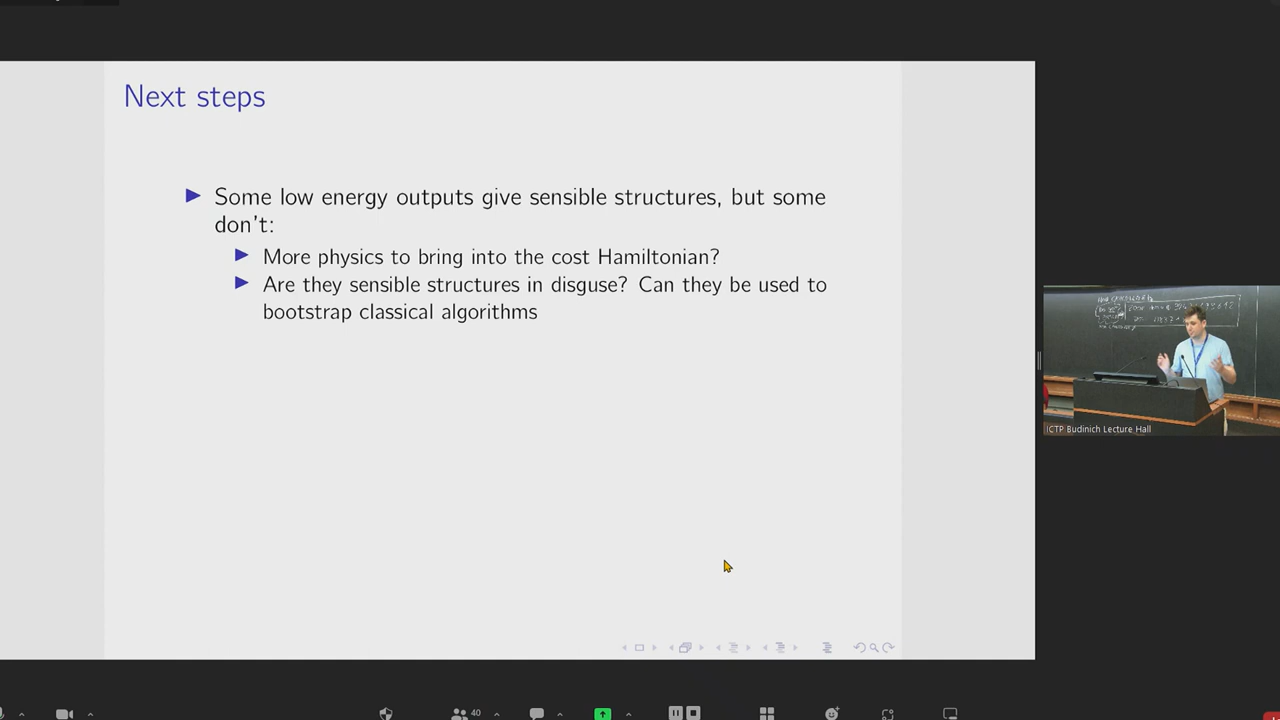 Next steps
Some low energy outputs give sensible structures, but some
don't:
More physics to bring into the cost Hamiltonian?
Are they sensible structures in disguse? Can they be used to
bootstrap classical algorithms
ICTP Budinich Lecture Hall
40